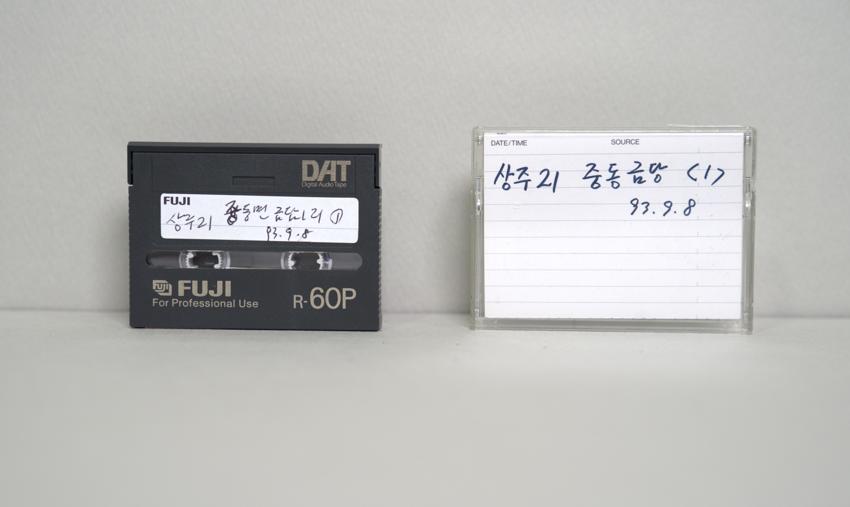 DAT
Digital Audio Tape
FUJI
상주21 중동면 금당1리 ①
93.9.8
FUJI FUJI
For Professional Use
R-60P
DATE/TIME SOURCE
상주21 중동금당 <1>
93.9.8